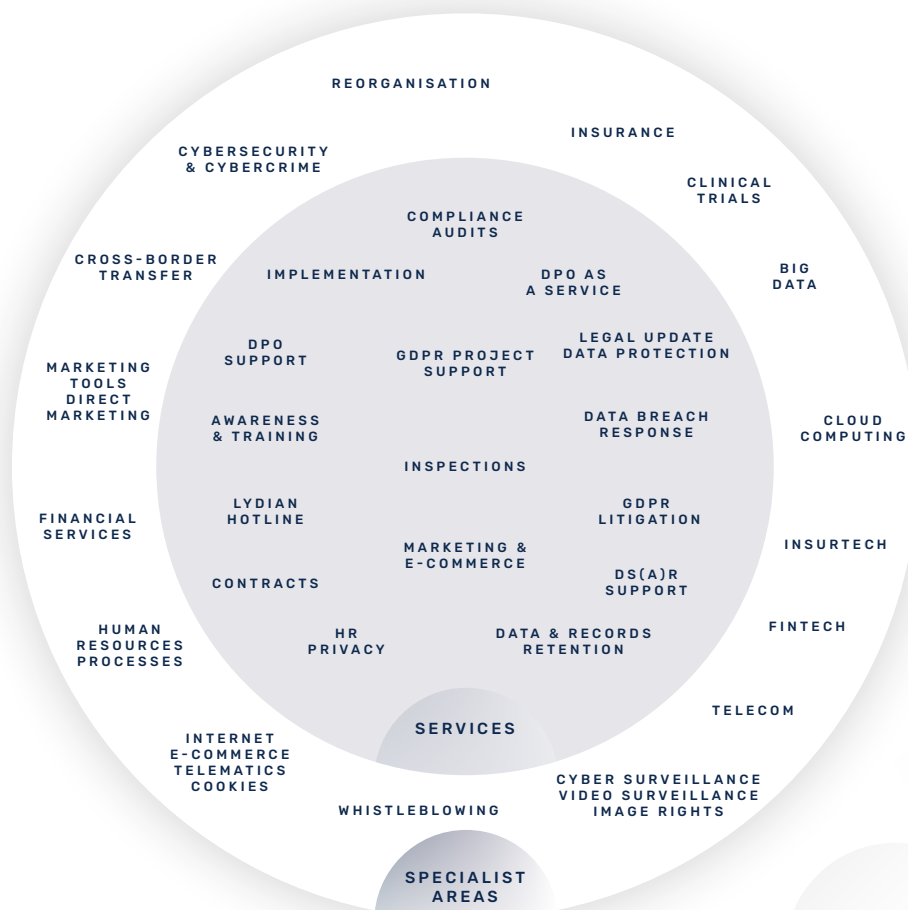 REORGANISATION
INSURANCE
CYBERSECURITY
& CYBERCRIME
CLINICAL
TRIALS
COMPLIANCE
AUDITS
CROSS-BORDER
TRANSFER
IMPLEMENTATION
DPO AS
A SERVICE
BIG
DATA
DPO
SUPPORT
GDPR PROJECT
SUPPORT
LEGAL UPDATE
DATA PROTECTION
MARKETING
TOOLS
DIRECT
MARKETING
AWARENESS
& TRAINING
DATA BREACH
RESPONSE
CLOUD
COMPUTING
INSPECTIONS
FINANCIAL
SERVICES
LYDIAN
HOTLINE
GDPR
LITIGATION
INSURTECH
MARKETING &
E-COMMERCE
CONTRACTS
DS(A)R
SUPPORT
HUMAN
RESOURCES
PROCESSES
HR
PRIVACY
DATA & RECORDS
RETENTION
FINTECH
SERVICES
TELECOM
INTERNET
E-COMMERCE
TELEMATICS
COOKIES
WHISTLEBLOWING
CYBER SURVEILLANCE
VIDEO SURVEILLANCE
IMAGE RIGHTS
SPECIALIST
AREAS